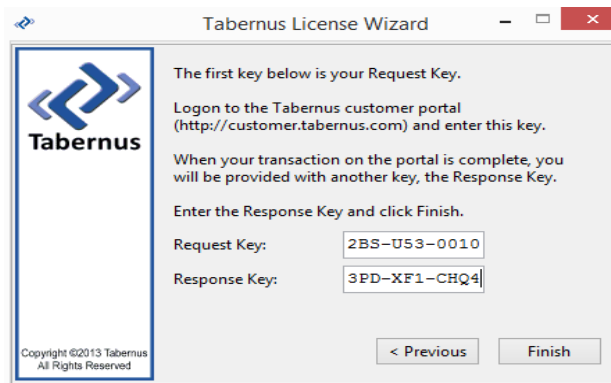 Tabernus License Wizard
Tabernus
The first key below is your Request Key.
Logon to the Tabernus customer portal
(http://customer.tabernus.com) and enter this key.
When your transaction on the portal is complete, you
will be provided with another key, the Response Key.
Enter the Response Key and click Finish.
Request Key: 2BS-U53-0010
Response Key: 3PD-XF1-CHQ4
Copyright ©2013 Tabernus
All Rights Reserved
< Previous Finish